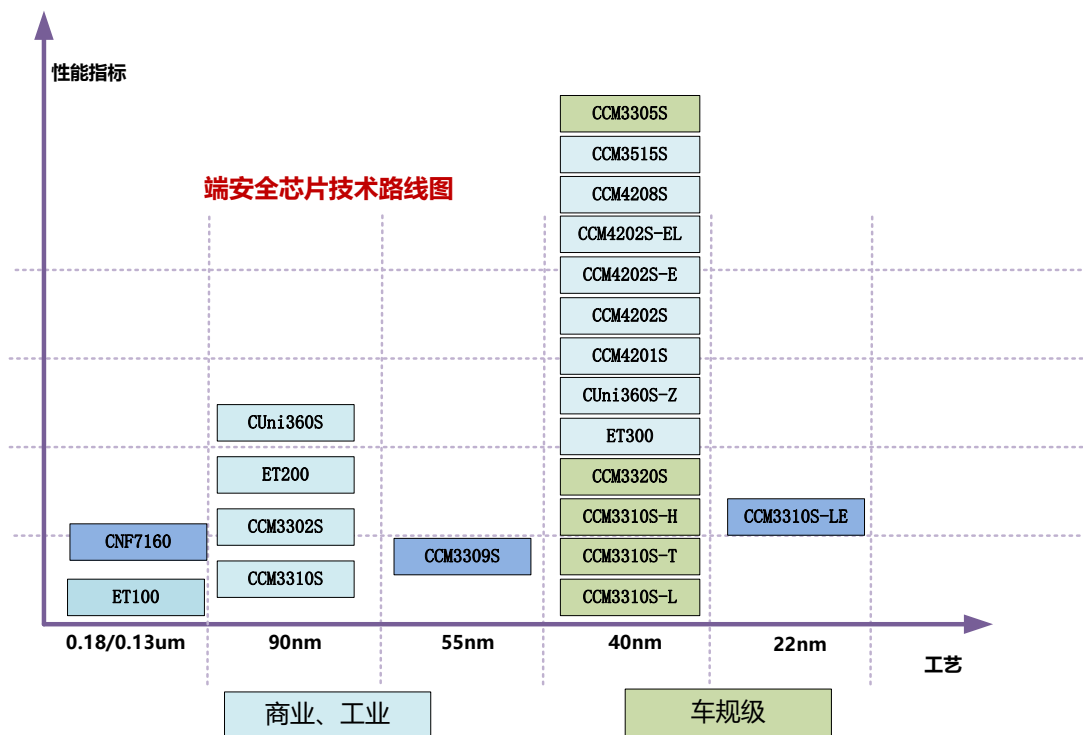 性能指标
端安全芯片技术路线图
CCM3305S
CCM3515S
CCM4208S
CCM4202S-EL
CCM4202S-E
CCM4202S
CCM4201S
CUni360S-Z
ET300
CCM3320S
CCM3310S-H
CCM3310S-T
CCM3310S-L
CUni360S
ET200
CCM3302S
CCM3310S
CNF7160
ET100
CCM3309S
CCM3310S-LE
0.18/0.13um
90nm
55nm
40nm
22nm
工艺
商业、工业
车规级